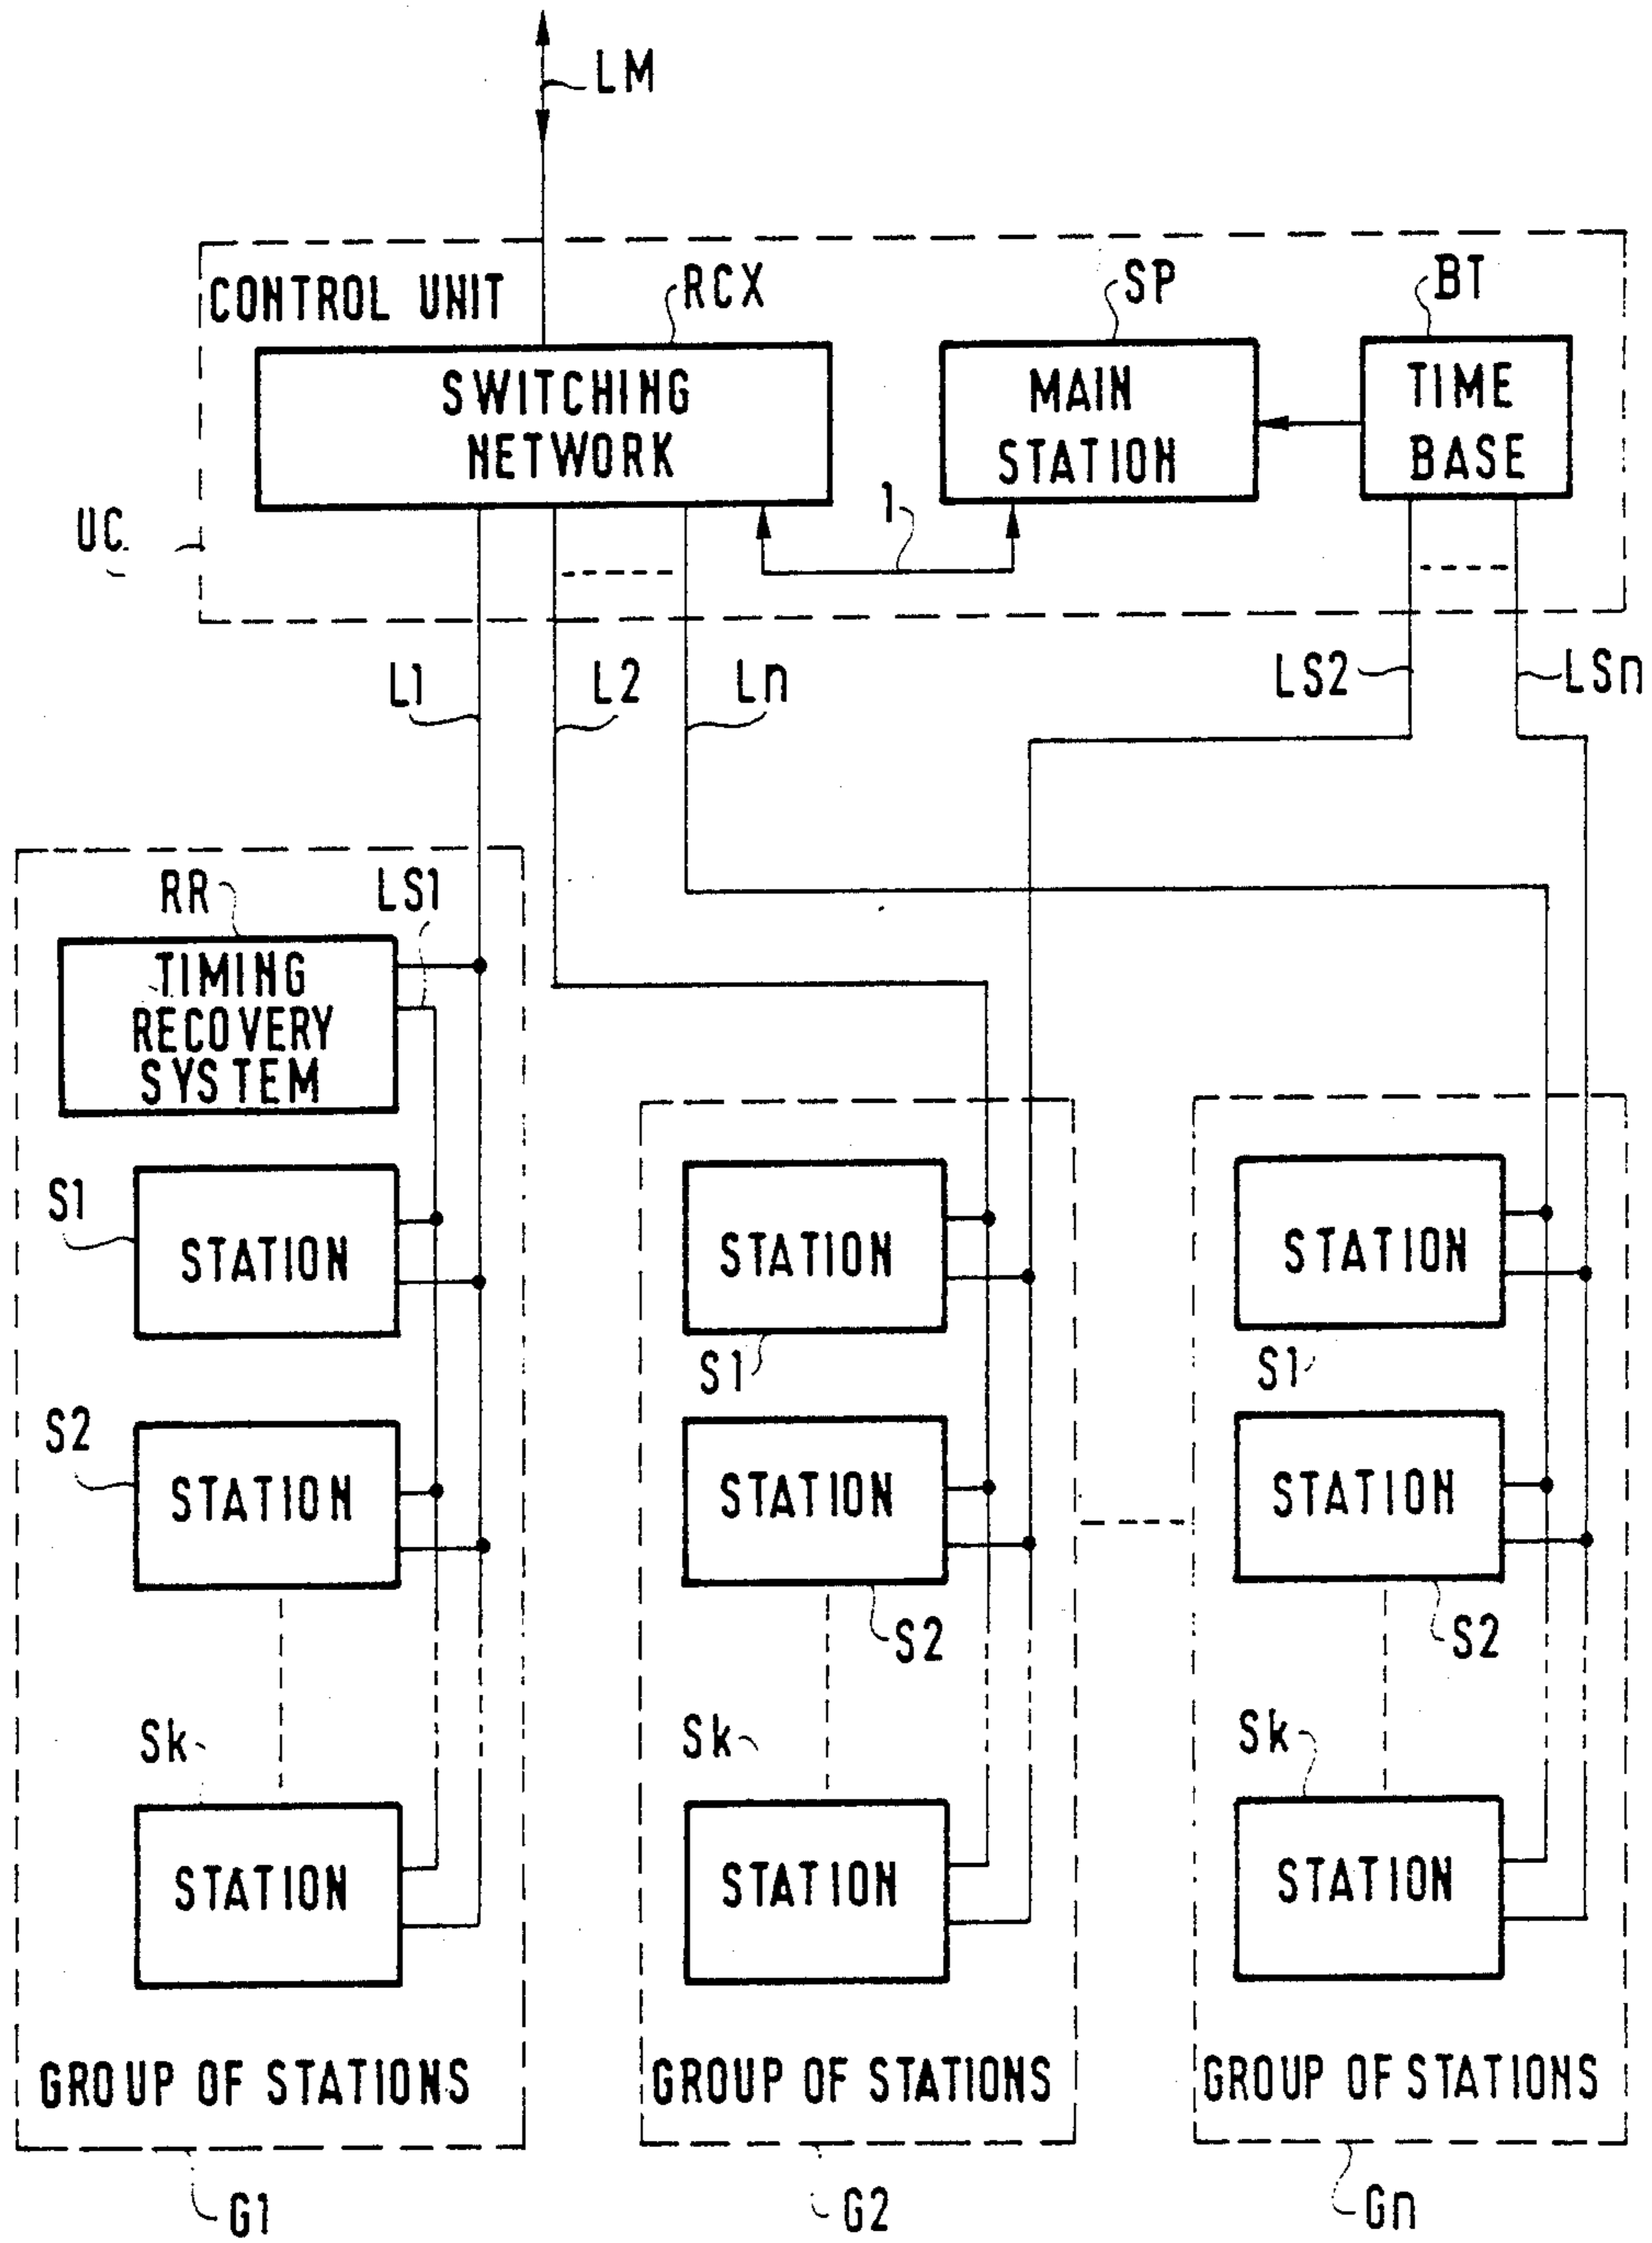 LM
CONTROL UNIT
RCX
SP
BT
SWITCHING
NETWORK
MAIN
STATION
TIME
BASE
UC
1
L1
L2
Ln
LS2
LSn
RR
LS1
TIMING
RECOVERY
SYSTEM
S1
STATION
STATION
STATION
S1
S1
S2
STATION
STATION
STATION
S2
S2
Sk
Sk
Sk
STATION
STATION
STATION
GROUP OF STATIONS
GROUP OF STATIONS
GROUP OF STATIONS
G1
G2
Gn